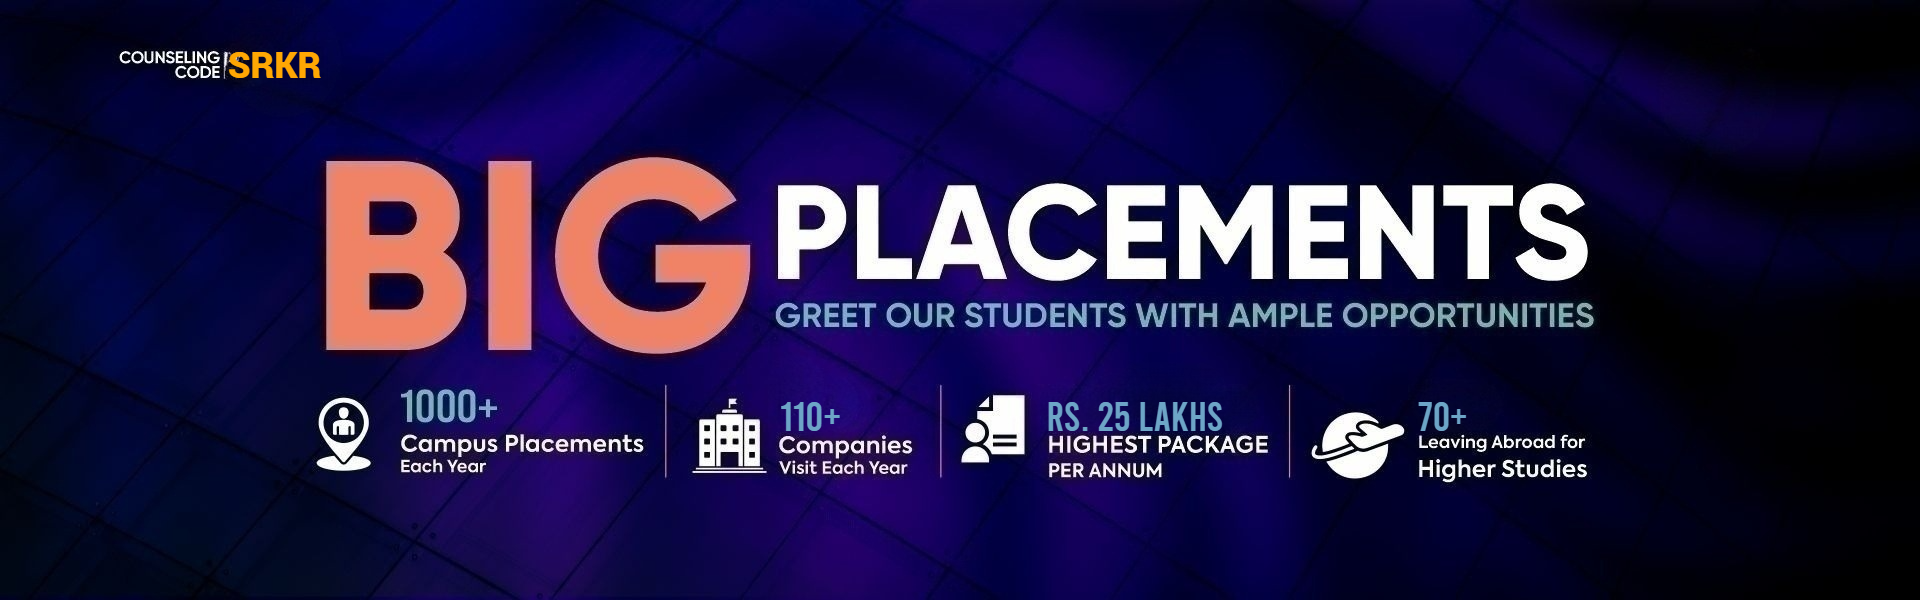 COUNSELING
CODE
SRKR
BIG
PLACEMENTS
GREET OUR STUDENTS WITH AMPLE OPPORTUNITIES
1000+
Campus Placements
Each Year
110+
Companies
Visit Each Year
RS. 25 LAKHS
HIGHEST PACKAGE
PER ANNUM
70+
Leaving Abroad for
Higher Studies